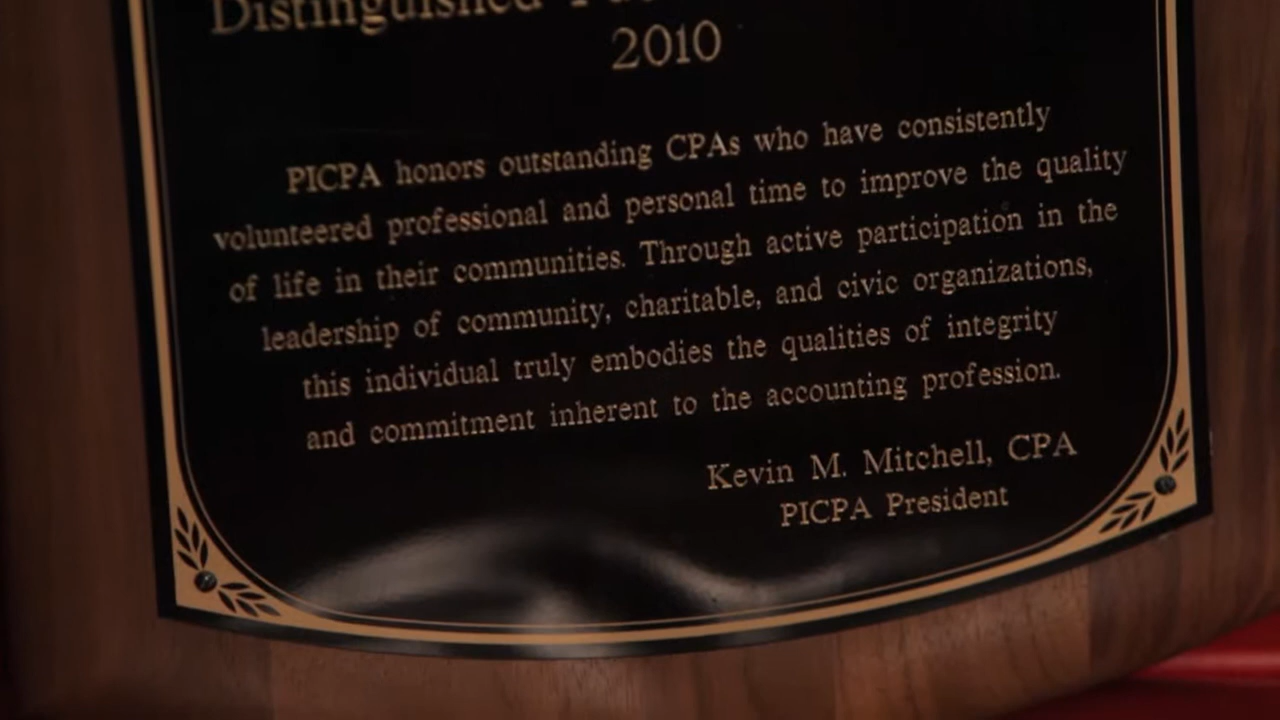 Distinguished
2010
PICPA honors outstanding CPAs who have consistently
volunteered professional and personal time to improve the quality
of life in their communities. Through active participation in the
leadership of community, charitable, and civic organizations,
this individual truly embodies the qualities of integrity
and commitment inherent to the accounting profession.
Kevin M. Mitchell, CPA
PICPA President